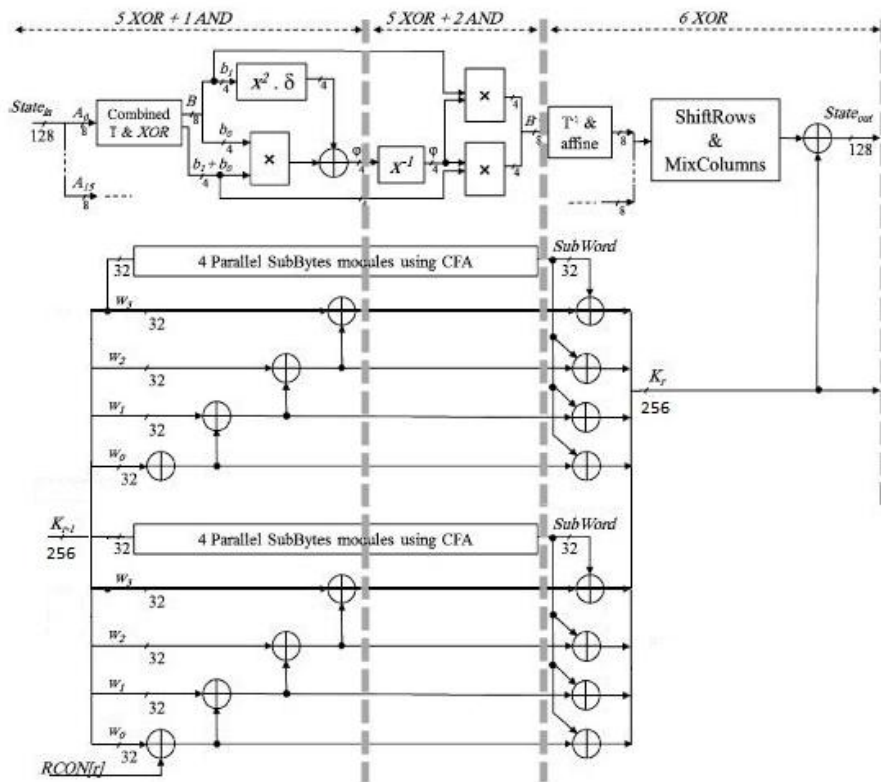 5 XOR + 1 AND
5 XOR + 2 AND
6 XOR
State_in
128
A_0
8
A_15
8
Combined
I & XOR
B
8
b_1
4
b_0
4
b_1 + b_0
4
x² . δ
4
×
φ
4
x⁻¹
φ
4
×
4
×
4
B
8
& affine
8
8
ShiftRows
&
MixColumns
State_out
128
32
4 Parallel SubBytes modules using CFA
SubWord
32
w_3
32
w_2
32
w_1
32
w_0
32
K_r
256
K_r-1
256
32
4 Parallel SubBytes modules using CFA
SubWord
32
w_3
32
w_2
32
w_1
32
w_0
32
RCON[r]